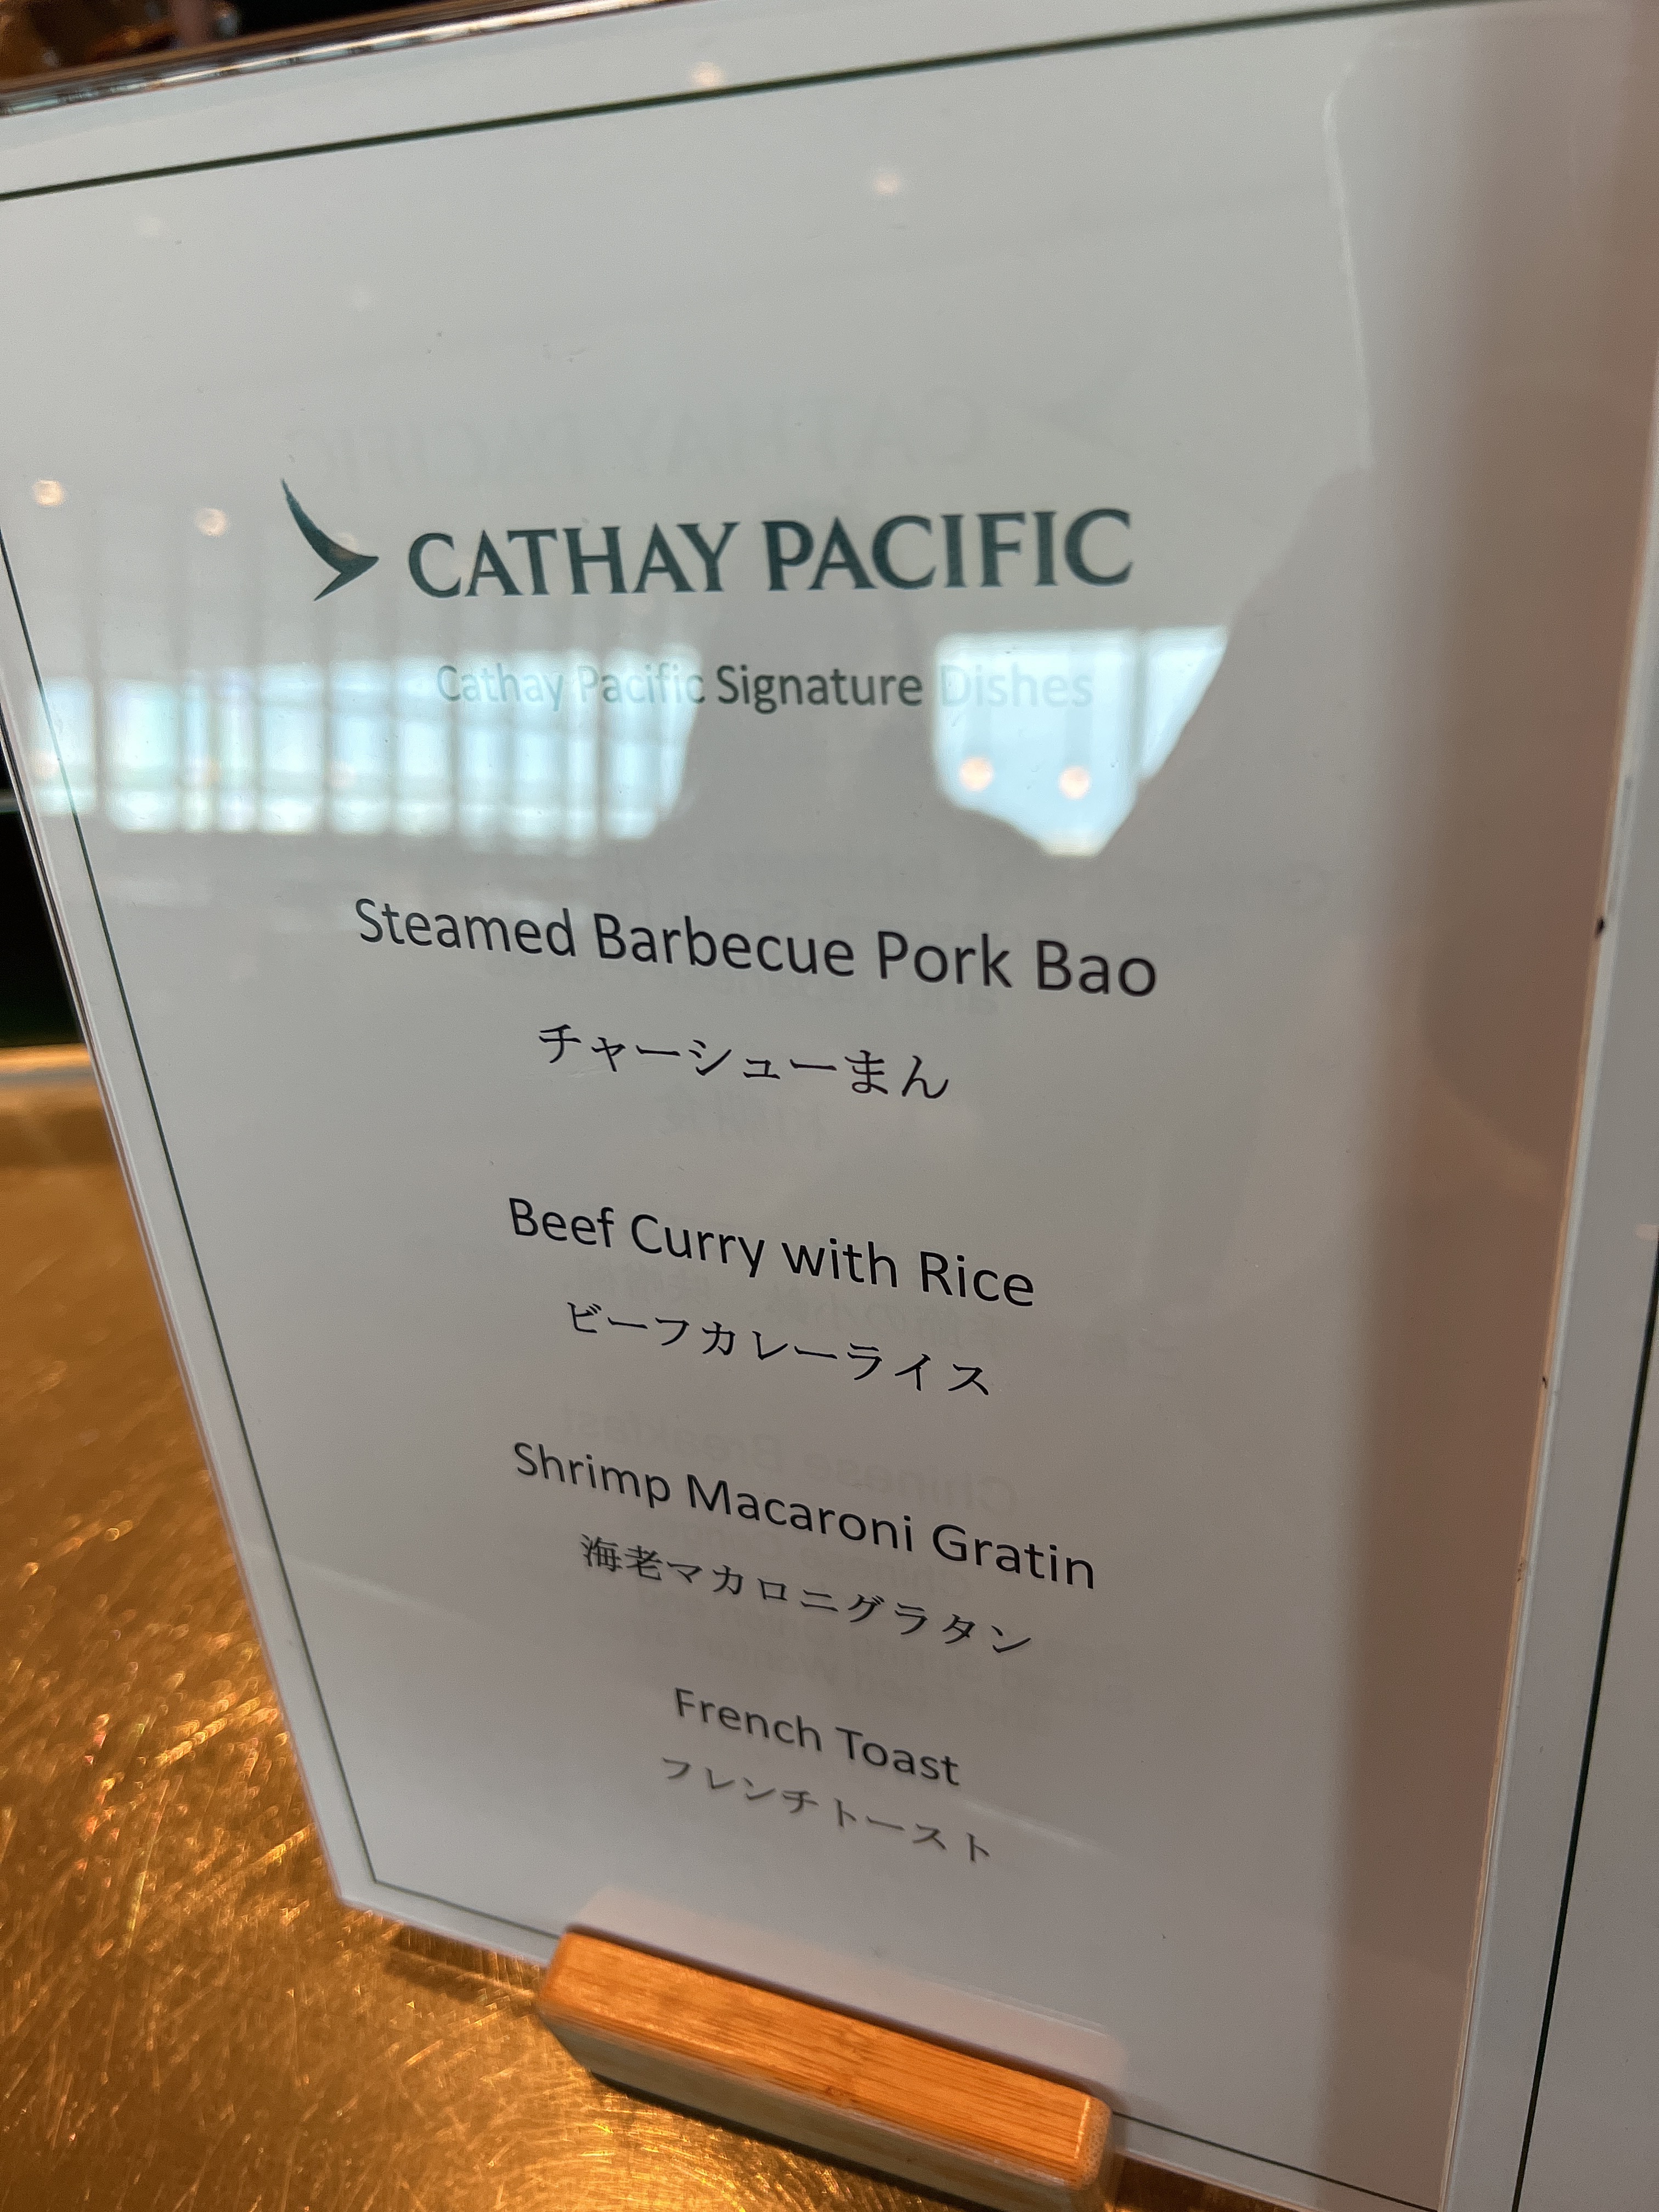 CATHAY PACIFIC
Cathay Pacific Signature Dishes
Steamed Barbecue Pork Bao
チャーシューまん
Beef Curry with Rice
ビーフカレーライス
Shrimp Macaroni Gratin
海老マカロニグラタン
French Toast
フレンチトースト